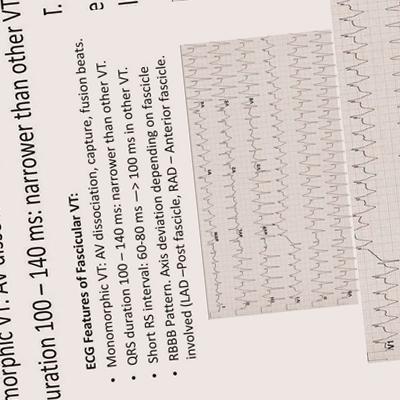 morphic VT: AV
uration 100 – 140 ms: narrower than other VT
T.
e
ECG Features of Fascicular VT:
• Monomorphic VT: AV dissociation, capture, fusion beats.
• QRS duration 100 – 140 ms: narrower than other VT.
• Short RS interval: 60-80 ms —> 100 ms in other VT.
• RBBB Pattern. Axis deviation depending on fascicle
involved (LAD –Post fascicle, RAD – Anterior fascicle.